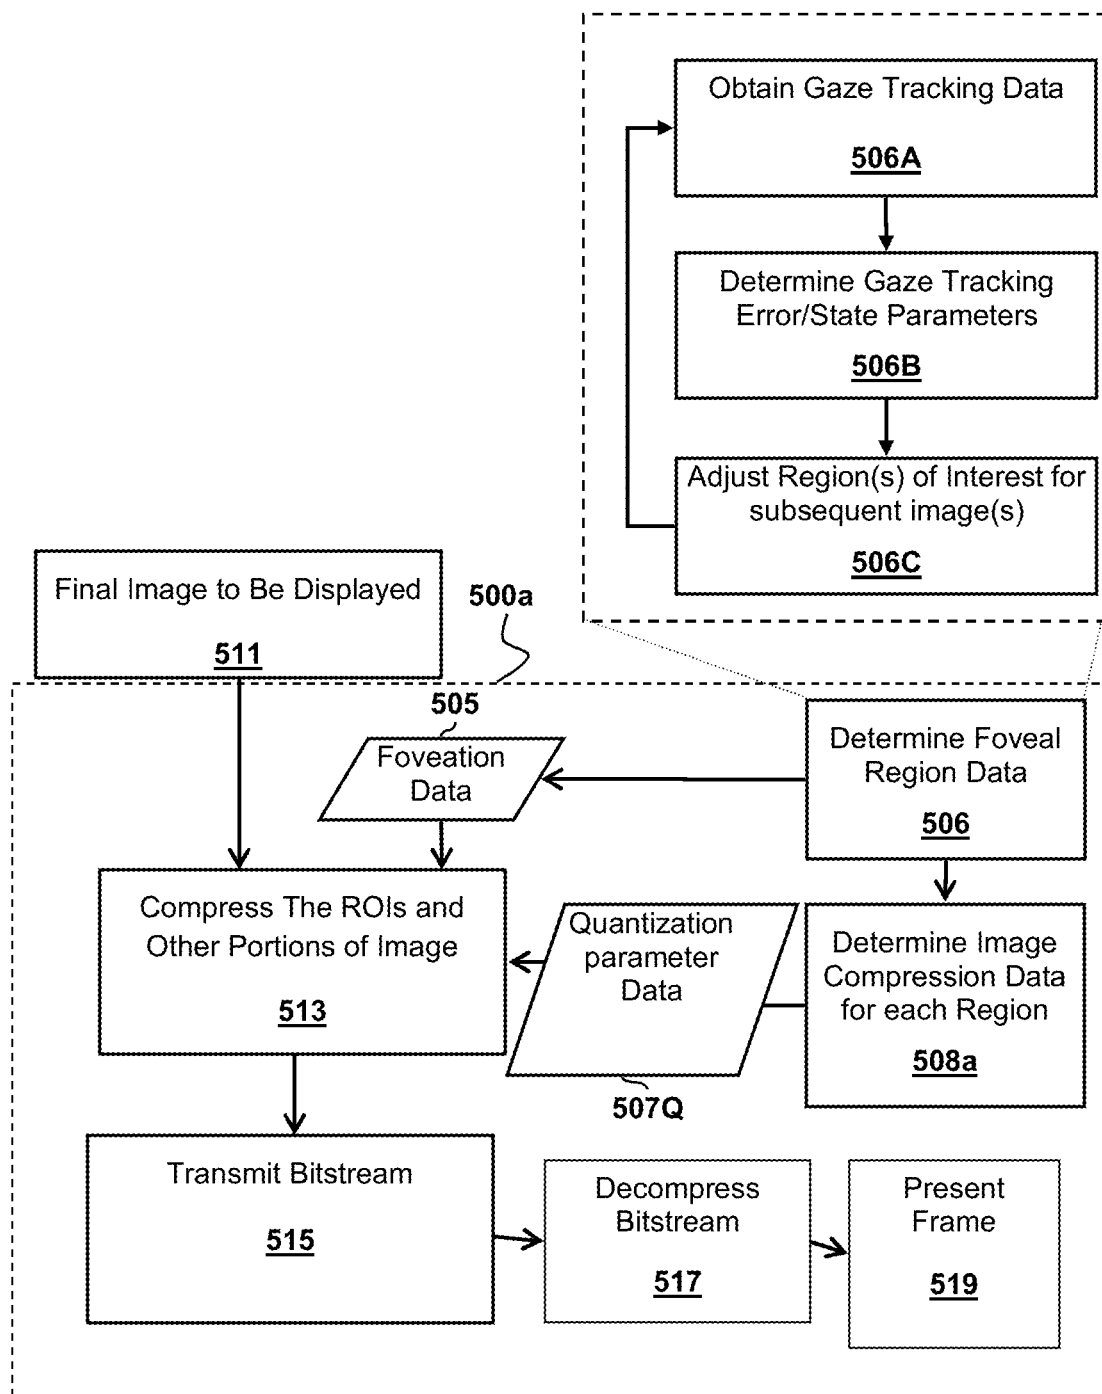 Obtain Gaze Tracking Data
506A
Determine Gaze Tracking
Error/State Parameters
506B
Adjust Region(s) of Interest for
subsequent image(s)
506C
Final Image to Be Displayed
511
500a
505
Foveation
Data
Determine Foveal
Region Data
506
Compress The ROIs and
Other Portions of Image
513
Quantization
parameter
Data
507Q
Determine Image
Compression Data
for each Region
508a
Transmit Bitstream
515
Decompress
Bitstream
517
Present
Frame
519